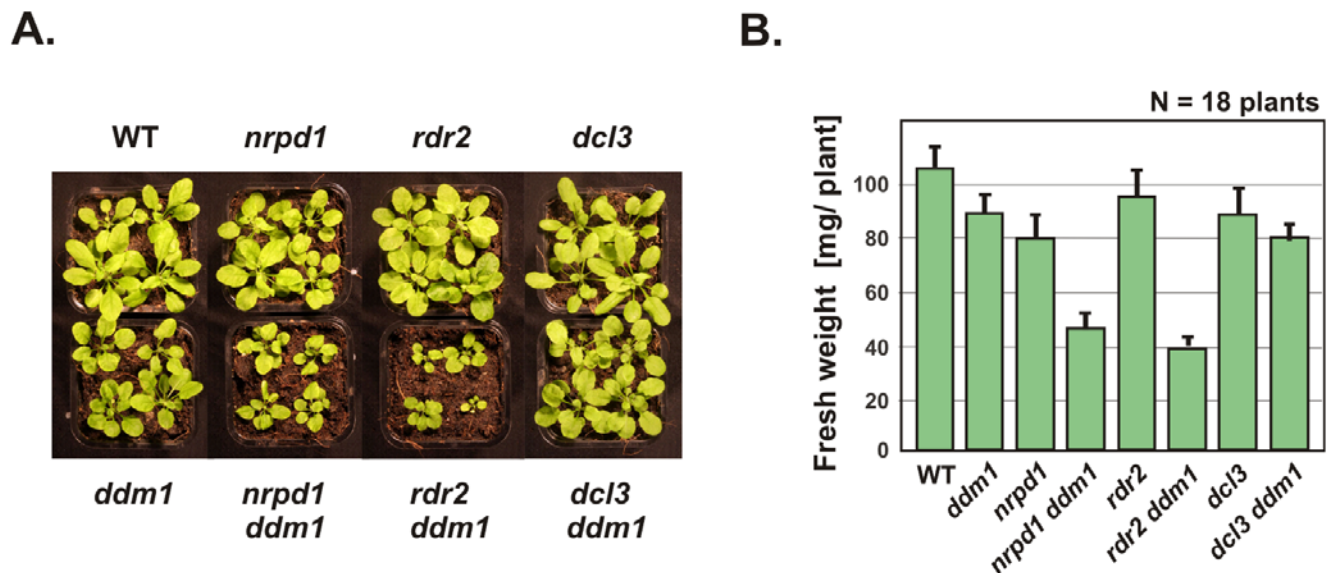 A.
WT nrpd1 rdr2 dcl3
ddm1 nrpd1 rdr2 dcl3
ddm1 ddm1 ddm1
B.
N = 18 plants
Fresh weight [mg/ plant]
100
80
60
40
20
0
WT
ddm1
nrpd1
nrpd1 ddm1
rdr2
rdr2 ddm1
dcl3
dcl3 ddm1